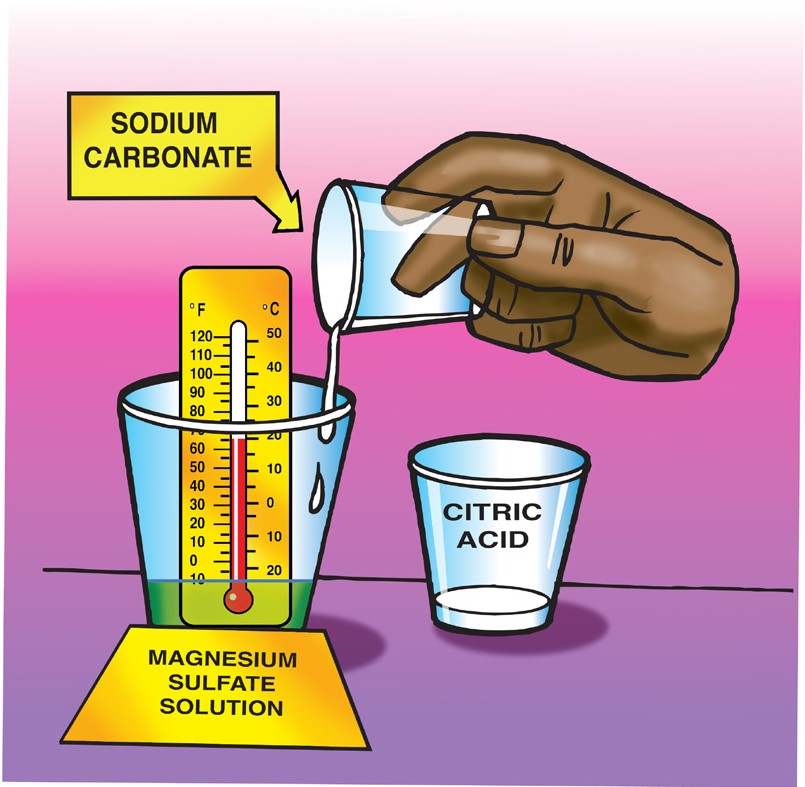 SODIUM
CARBONATE
°F °C
120 50
110
100 40
90
80 30
70 20
60
50 10
40
30 0
20
10 10
0
10 20
CITRIC
ACID
MAGNESIUM
SULFATE
SOLUTION